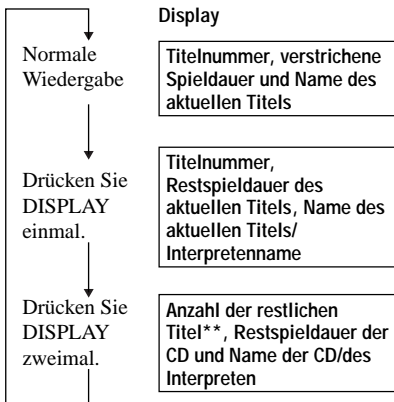 Display
Normale
Wiedergabe
Titelnummer, verstrichene
Spieldauer und Name des
aktuellen Titels
Drücken Sie
DISPLAY
einmal.
Titelnummer,
Restspieldauer des
aktuellen Titels, Name des
aktuellen Titels/
Interpretenname
Drücken Sie
DISPLAY
zweimal.
Anzahl der restlichen
Titel**, Restspieldauer der
CD und Name der CD/des
Interpreten